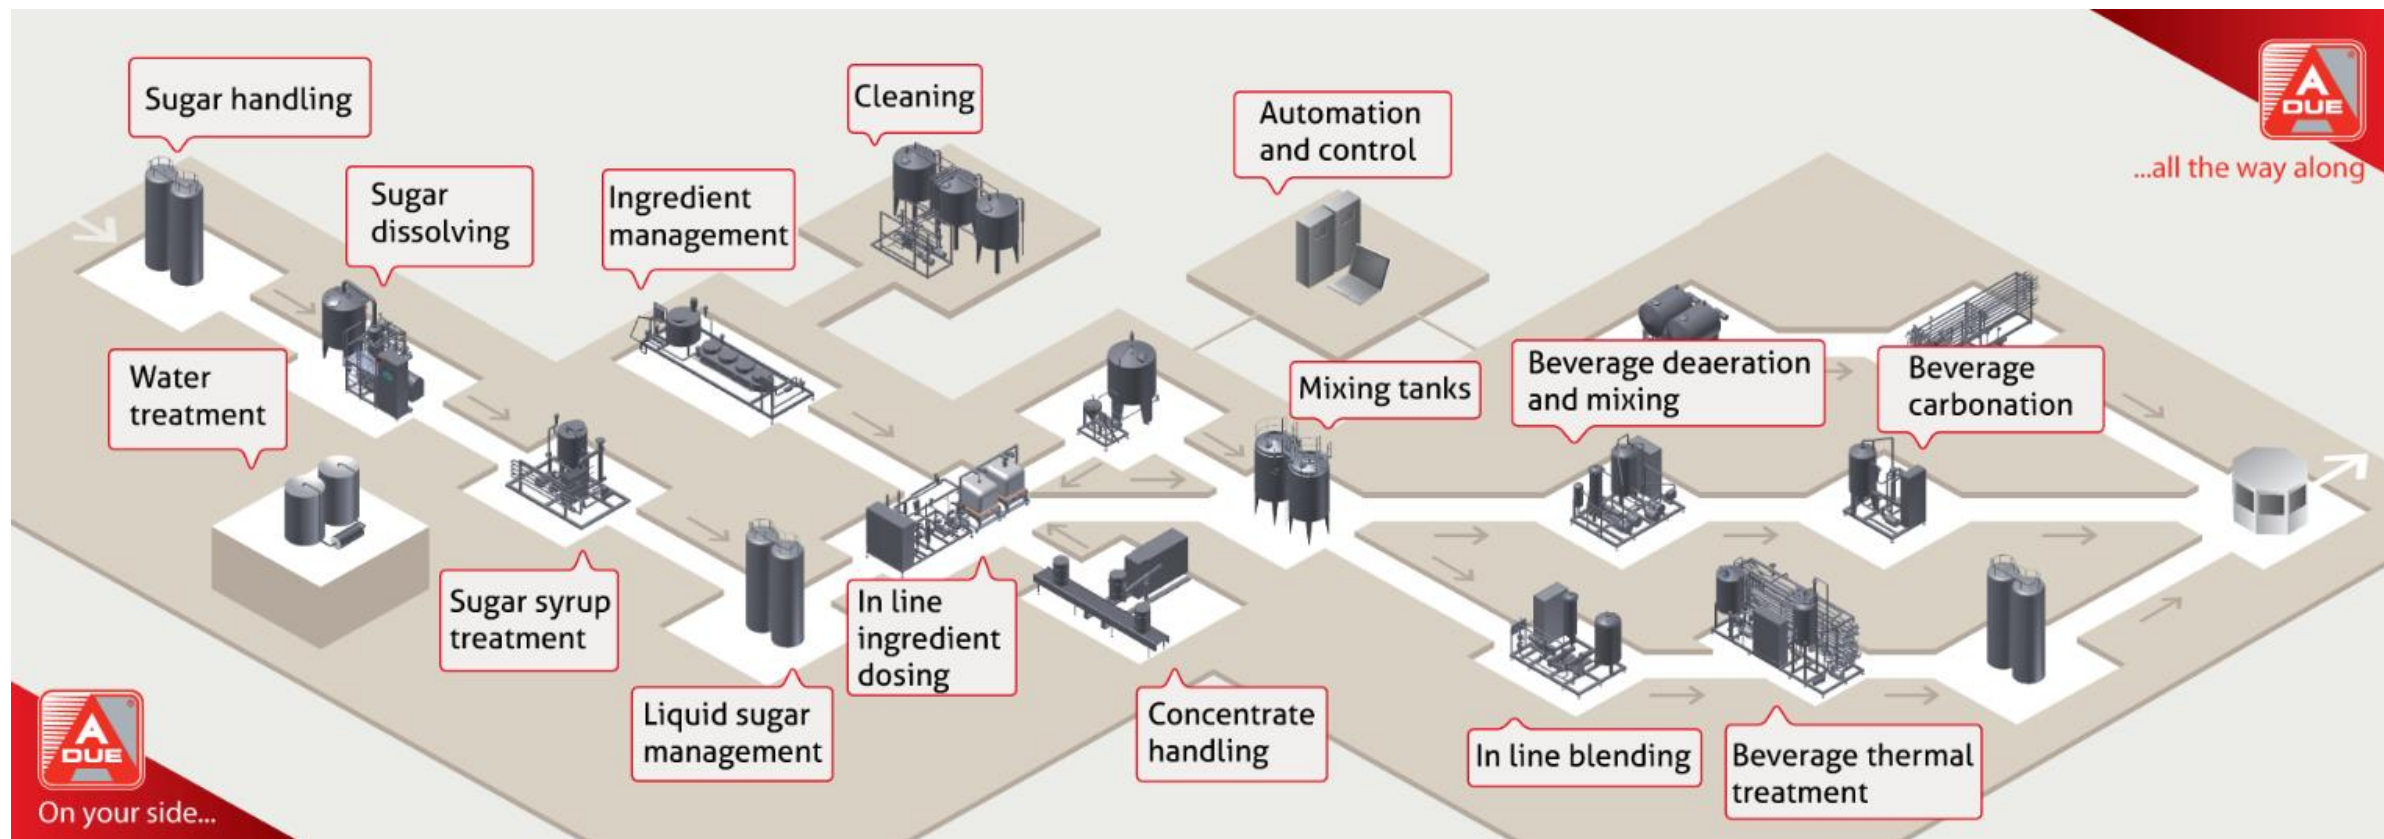 Sugar handling
Cleaning
Automation
and control
A
DUE
...all the way along
Sugar
dissolving
Ingredient
management
Water
treatment
Mixing tanks
Beverage deaeration
and mixing
Beverage
carbonation
Sugar syrup
treatment
In line
ingredient
dosing
Liquid sugar
management
Concentrate
handling
In line blending
Beverage thermal
treatment
A
DUE
On your side...